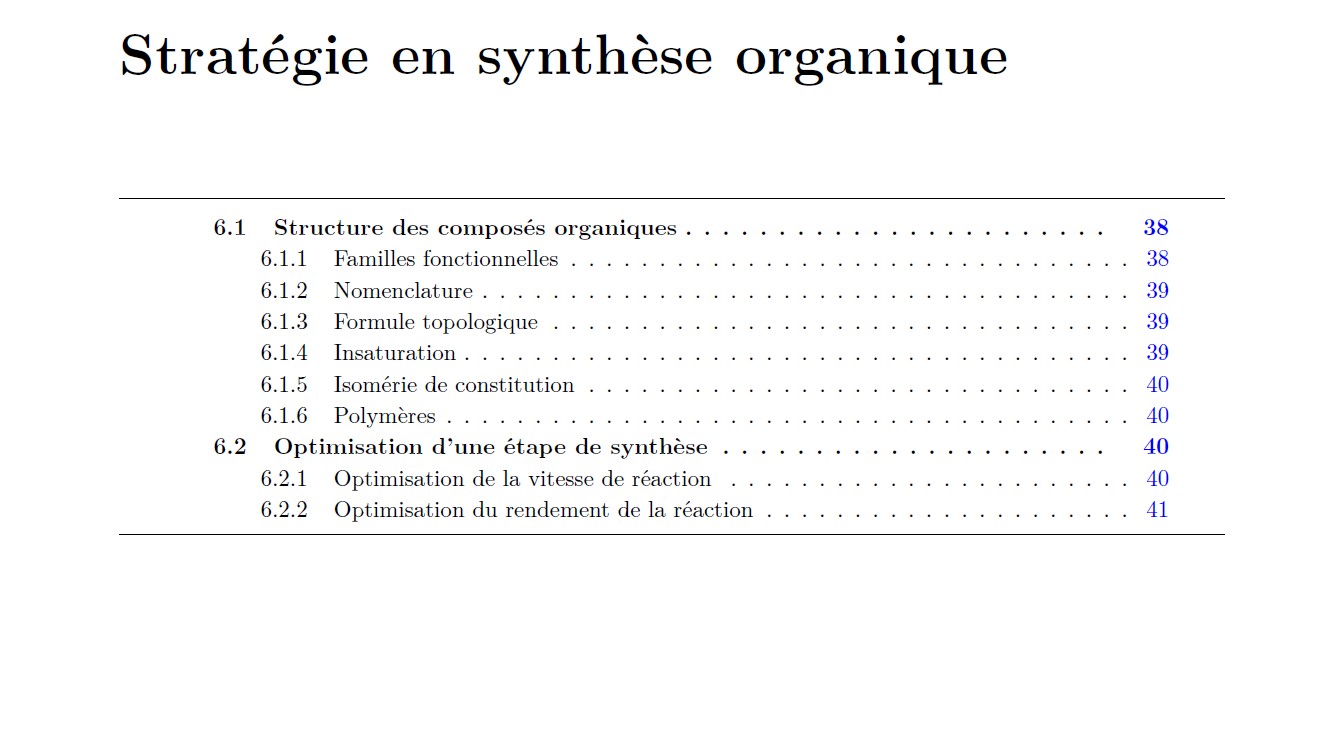 Stratégie en synthèse organique
6.1 Structure des composés organiques . . . . . . . . . . . . . . . . . . . . . . . 38
6.1.1 Familles fonctionnelles . . . . . . . . . . . . . . . . . . . . . . . . . . . . . . . . 38
6.1.2 Nomenclature . . . . . . . . . . . . . . . . . . . . . . . . . . . . . . . . . . . . . 39
6.1.3 Formule topologique . . . . . . . . . . . . . . . . . . . . . . . . . . . . . . . . . 39
6.1.4 Insaturation . . . . . . . . . . . . . . . . . . . . . . . . . . . . . . . . . . . . . . 39
6.1.5 Isomérie de constitution . . . . . . . . . . . . . . . . . . . . . . . . . . . . . . . 40
6.1.6 Polymères . . . . . . . . . . . . . . . . . . . . . . . . . . . . . . . . . . . . . . . 40
6.2 Optimisation d'une étape de synthèse . . . . . . . . . . . . . . . . . . . . . 40
6.2.1 Optimisation de la vitesse de réaction . . . . . . . . . . . . . . . . . . . . . . . 40
6.2.2 Optimisation du rendement de la réaction . . . . . . . . . . . . . . . . . . . . . 41